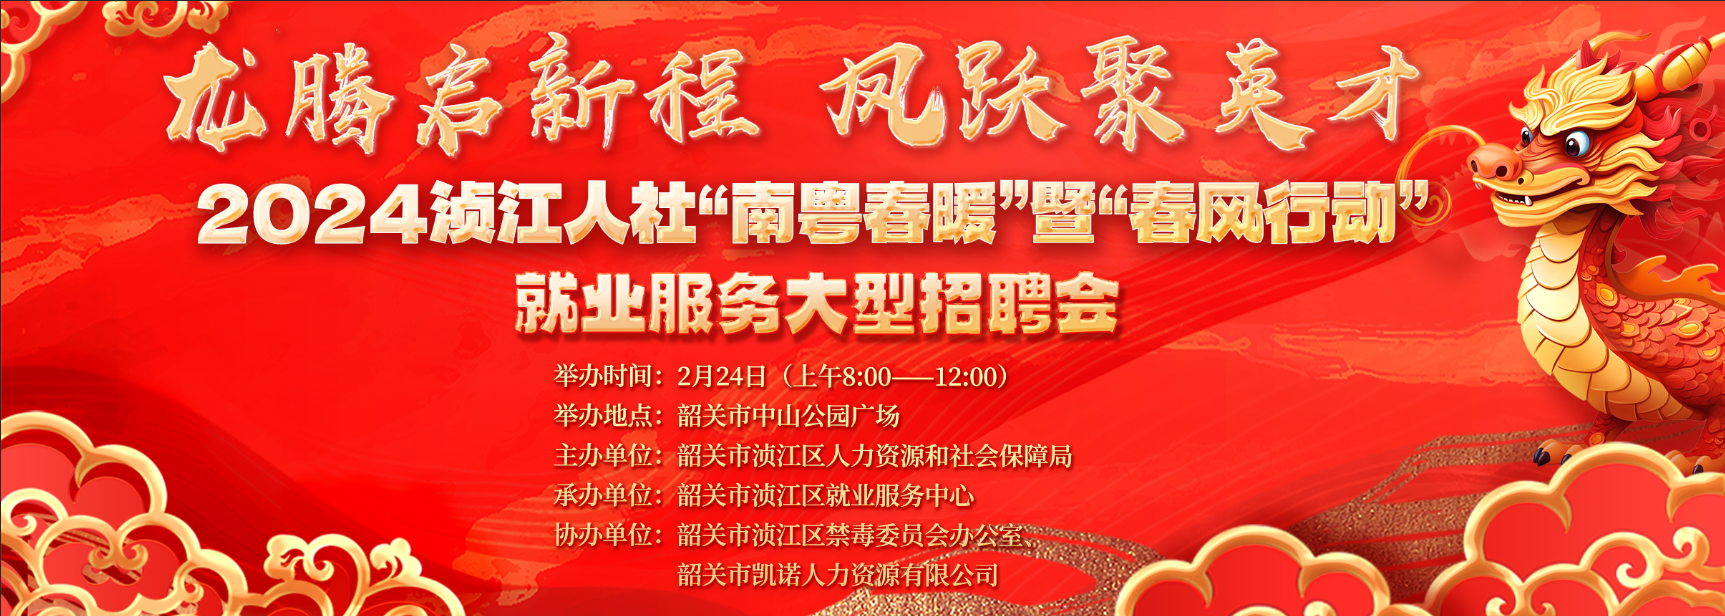 龙腾启新程 凤跃聚英才
2024浈江人社“南粤春暖”暨“春风行动”
就业服务大型招聘会
举办时间：2月24日（上午8:00——12:00）
举办地点：韶关市中山公园广场
主办单位：韶关市浈江区人力资源和社会保障局
承办单位：韶关市浈江区就业服务中心
协办单位：韶关市浈江区禁毒委员会办公室、
韶关市凯诺人力资源有限公司